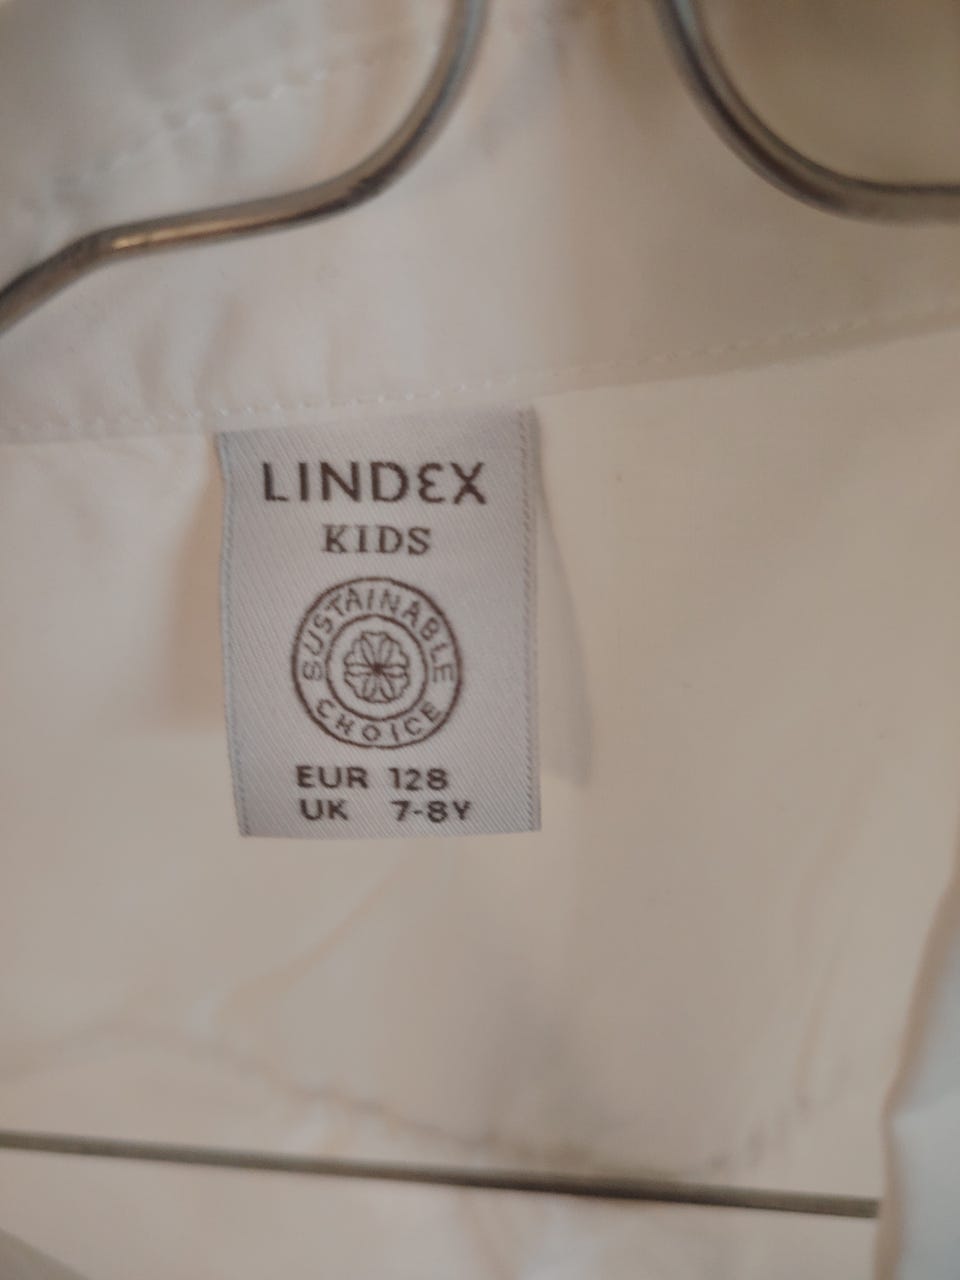 LINDEX
KIDS
SUSTAINABLE
CHOICE
EUR 128
UK 7-8Y